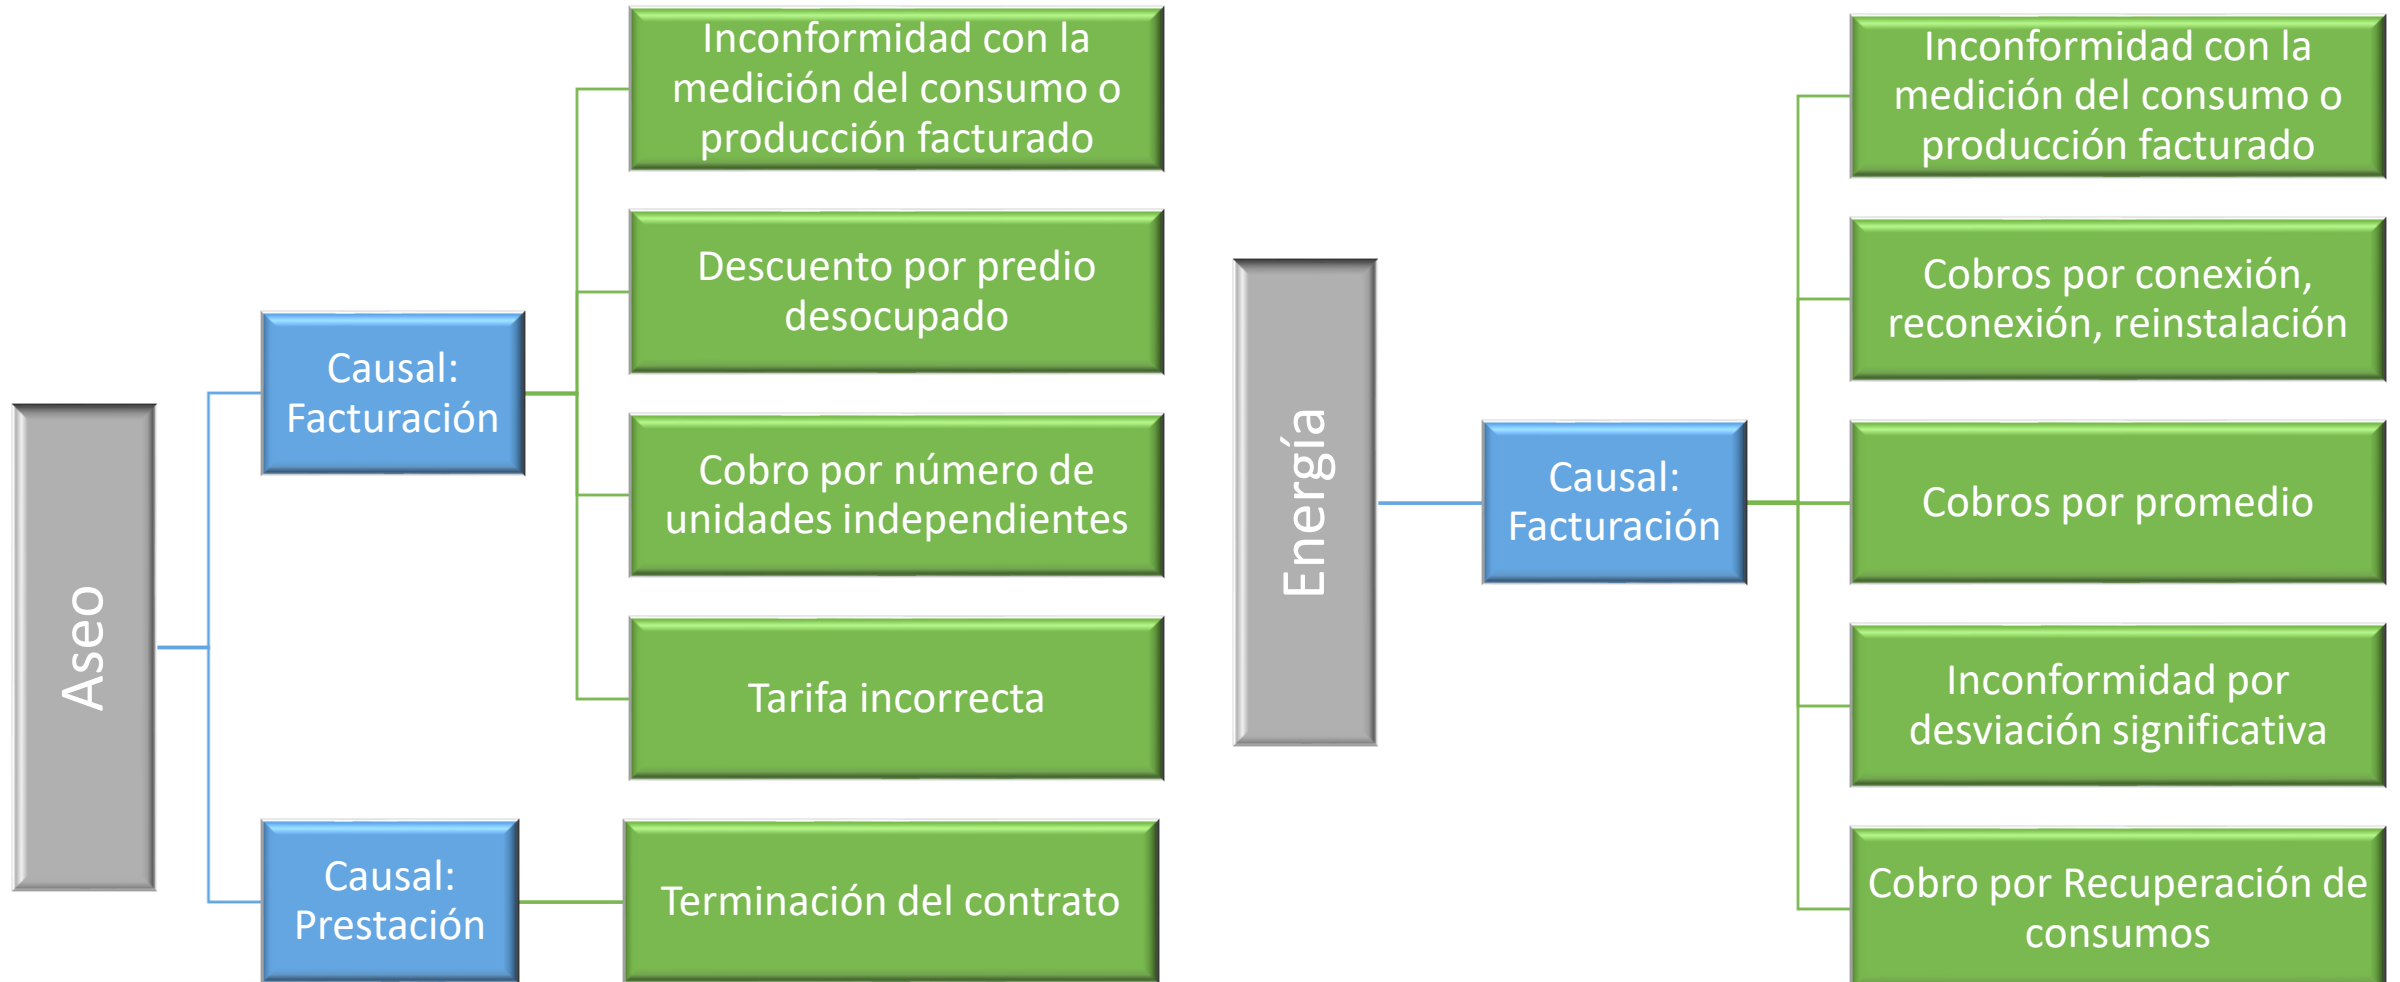 Aseo
Causal:
Facturación
Inconformidad con la
medición del consumo o
producción facturado
Descuento por predio
desocupado
Cobro por número de
unidades independientes
Tarifa incorrecta
Causal:
Prestación
Terminación del contrato
Energía
Causal:
Facturación
Inconformidad con la
medición del consumo o
producción facturado
Cobros por conexión,
reconexión, reinstalación
Cobros por promedio
Inconformidad por
desviación significativa
Cobro por Recuperación de
consumos